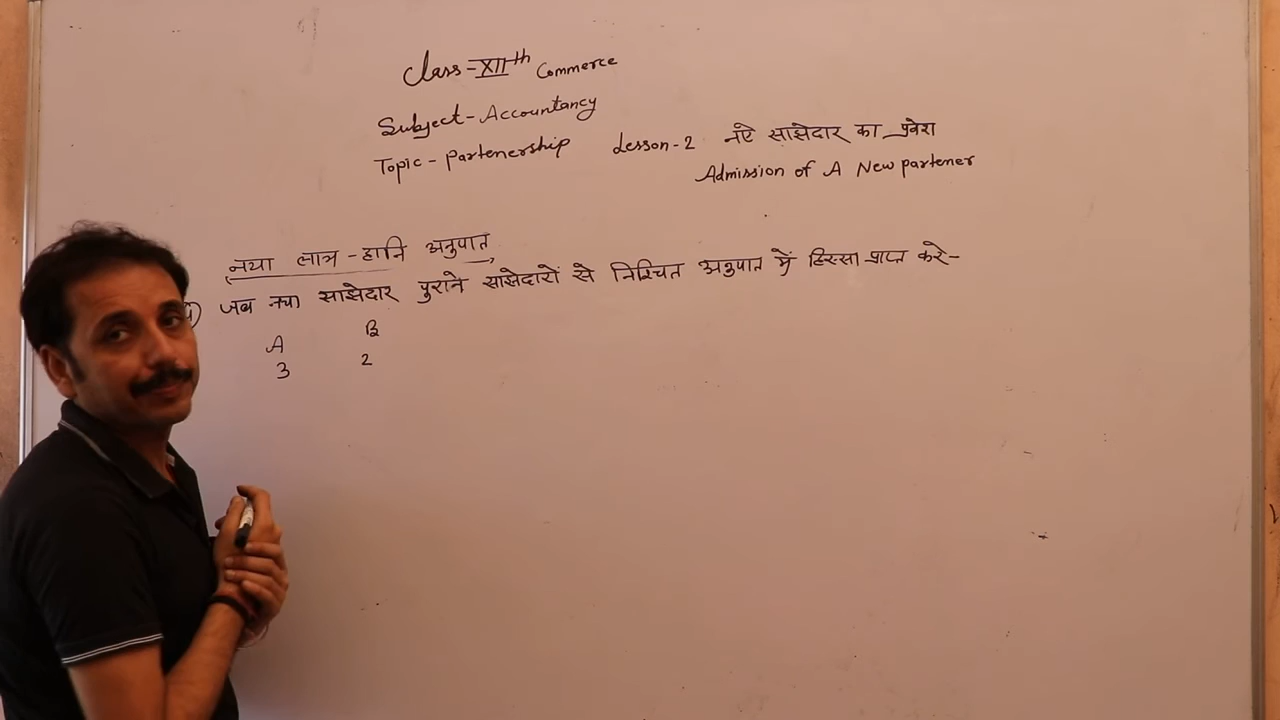 Class-XIIth Commerce
Subject-Accountancy
Topic-Partenership Lesson-2 नऐ साझेदार का प्रवेश
Admission of A New partener
नया लाभ-हानि अनुपात
जब नया साझेदार पुराने साझेदारों से निश्चित अनुपात में हिस्सा प्राप्त करे-
A B
3 2